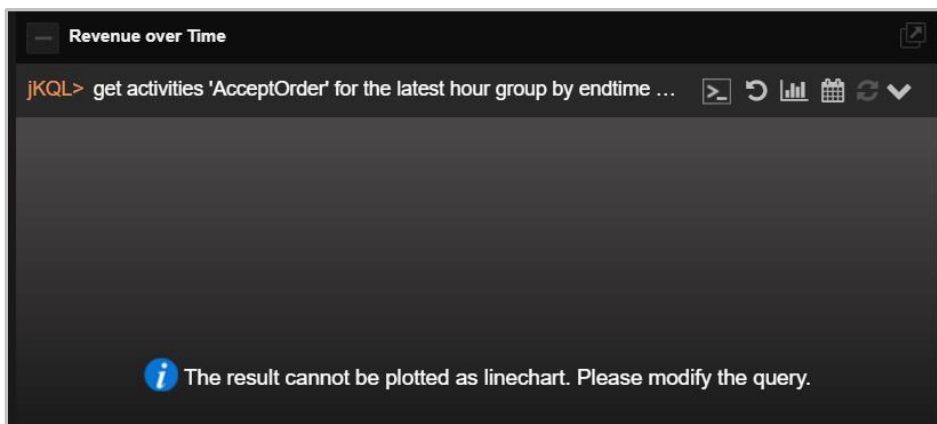 Revenue over Time
jKQL> get activities 'AcceptOrder' for the latest hour group by endtime ...
The result cannot be plotted as linechart. Please modify the query.